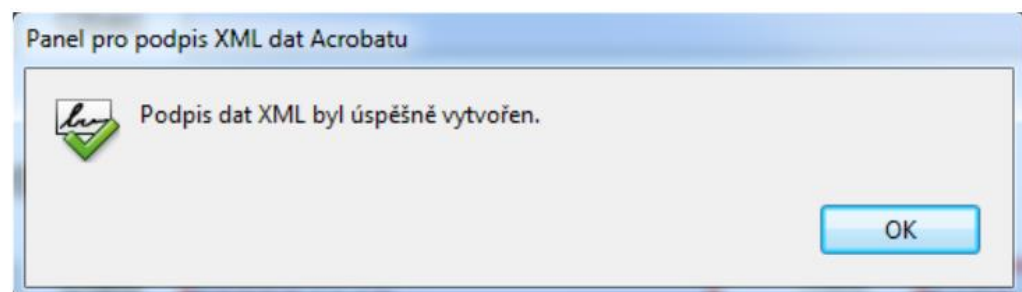 Panel pro podpis XML dat Acrobatu
Podpis dat XML byl úspěšně vytvořen.
OK